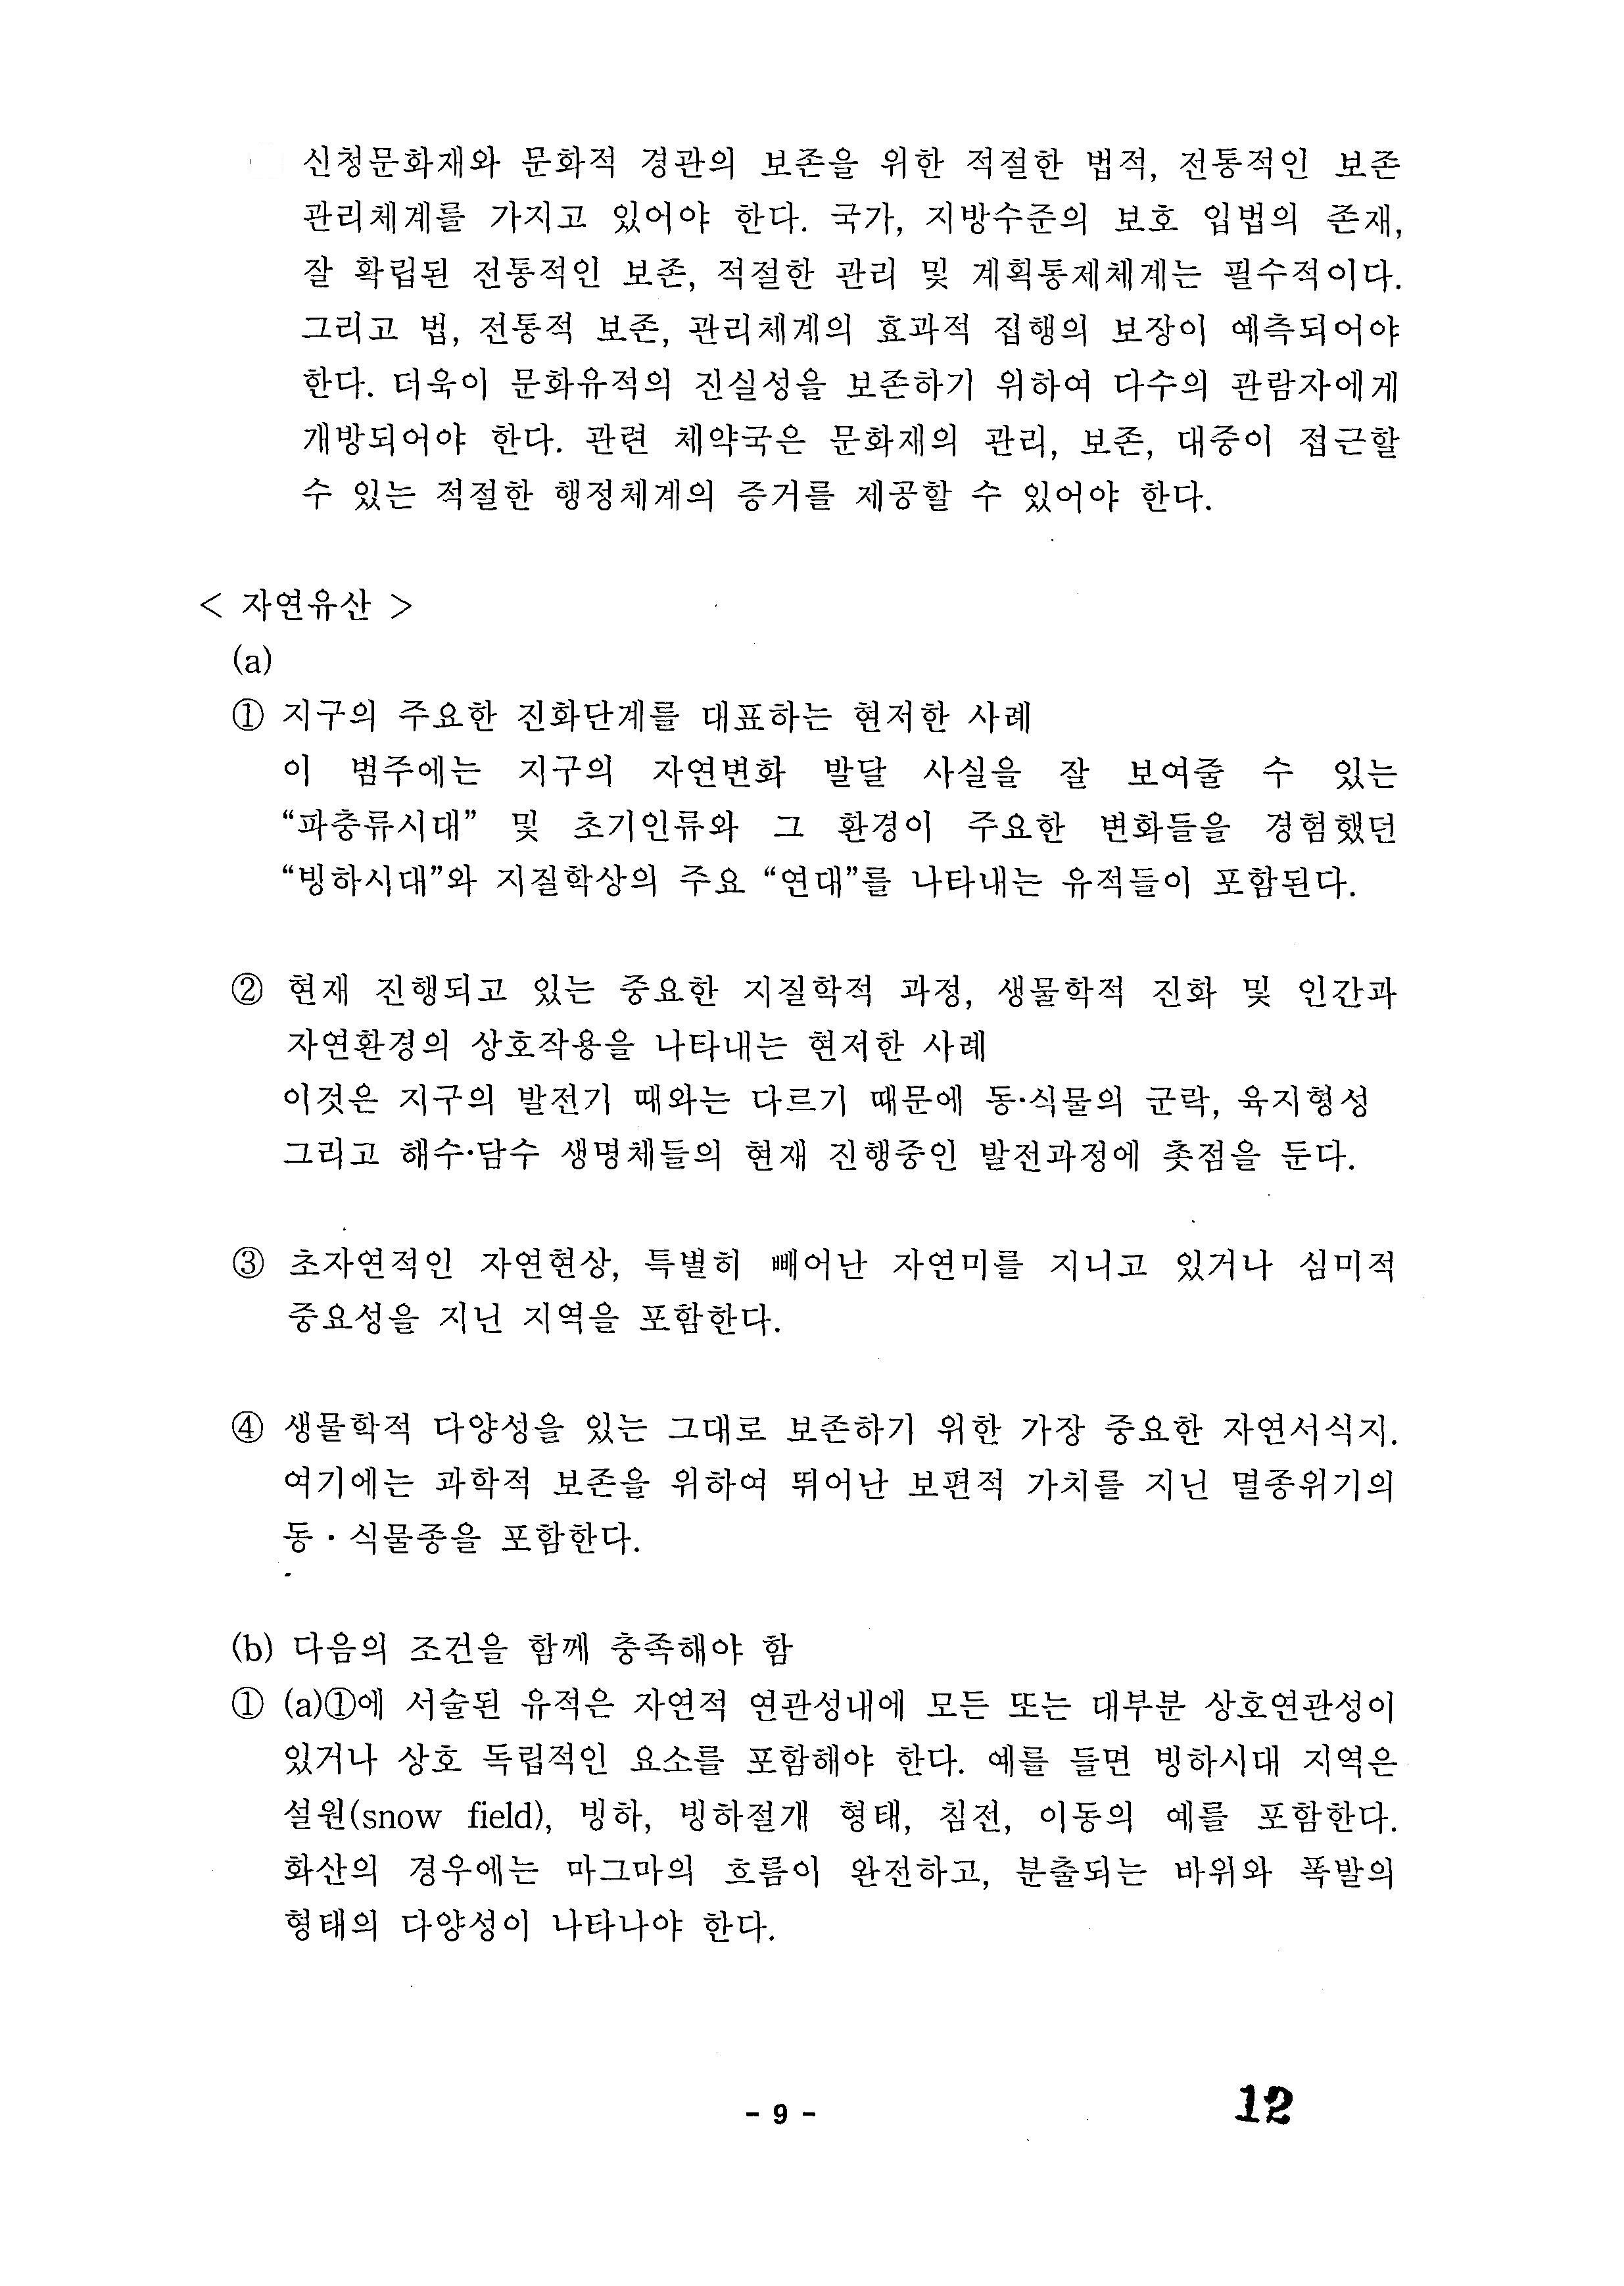 신청문화재와 문화적 경관의 보존을 위한 적절한 법적, 전통적인 보존
관리체계를 가지고 있어야 한다. 국가, 지방수준의 보호 입법의 존재,
잘 확립된 전통적인 보존, 적절한 관리 및 계획통제체계는 필수적이다.
그리고 법, 전통적 보존, 관리체계의 효과적 집행의 보장이 예측되어야
한다. 더욱이 문화유적의 진실성을 보존하기 위하여 다수의 관람자에게
개방되어야 한다. 관련 체약국은 문화재의 관리, 보존, 대중이 접근할
수 있는 적절한 행정체계의 증거를 제공할 수 있어야 한다.
< 자연유산 >
(a)
① 지구의 주요한 진화단계를 대표하는 현저한 사례
이 범주에는 지구의 자연변화 발달 사실을 잘 보여줄 수 있는
“파충류시대” 및 초기인류와 그 환경이 주요한 변화들을 경험했던
“빙하시대”와 지질학상의 주요 “연대”를 나타내는 유적들이 포함된다.
② 현재 진행되고 있는 중요한 지질학적 과정, 생물학적 진화 및 인간과
자연환경의 상호작용을 나타내는 현저한 사례
이것은 지구의 발전기 때와는 다르기 때문에 동·식물의 군락, 육지형성
그리고 해수·담수 생명체들의 현재 진행중인 발전과정에 촛점을 둔다.
③ 초자연적인 자연현상, 특별히 빼어난 자연미를 지니고 있거나 심미적
중요성을 지닌 지역을 포함한다.
④ 생물학적 다양성을 있는 그대로 보존하기 위한 가장 중요한 자연서식지.
여기에는 과학적 보존을 위하여 뛰어난 보편적 가치를 지닌 멸종위기의
동 · 식물종을 포함한다.
(b) 다음의 조건을 함께 충족해야 함
① (a)①에 서술된 유적은 자연적 연관성내에 모든 또는 대부분 상호연관성이
있거나 상호 독립적인 요소를 포함해야 한다. 예를 들면 빙하시대 지역은
설원(snow field), 빙하, 빙하절개 형태, 침전, 이동의 예를 포함한다.
화산의 경우에는 마그마의 흐름이 완전하고, 분출되는 바위와 폭발의
형태의 다양성이 나타나야 한다.
- 9 -
12